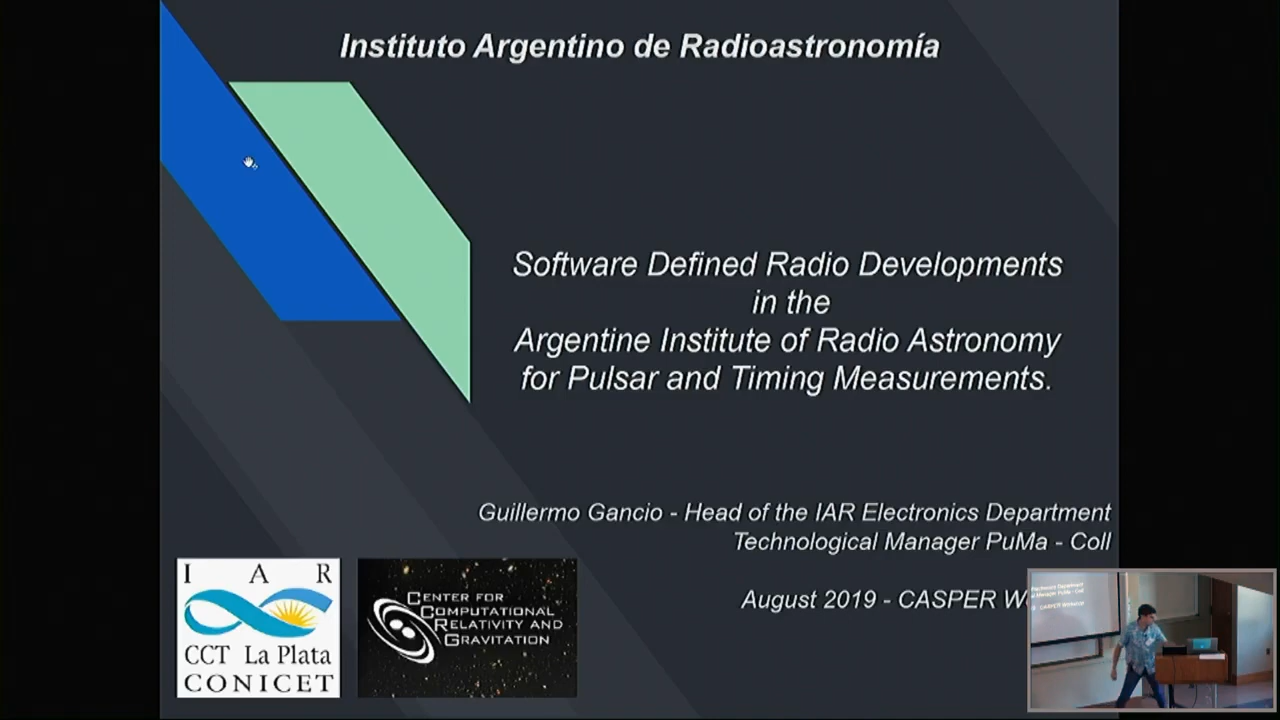 Instituto Argentino de Radioastronomía
Software Defined Radio Developments
in the
Argentine Institute of Radio Astronomy
for Pulsar and Timing Measurements.
Guillermo Gancio - Head of the IAR Electronics Department
Technological Manager PuMa - Coll
August 2019 - CASPER
I A R
CCT La Plata
CONICET
CENTER FOR
COMPUTATIONAL
RELATIVITY AND
GRAVITATION